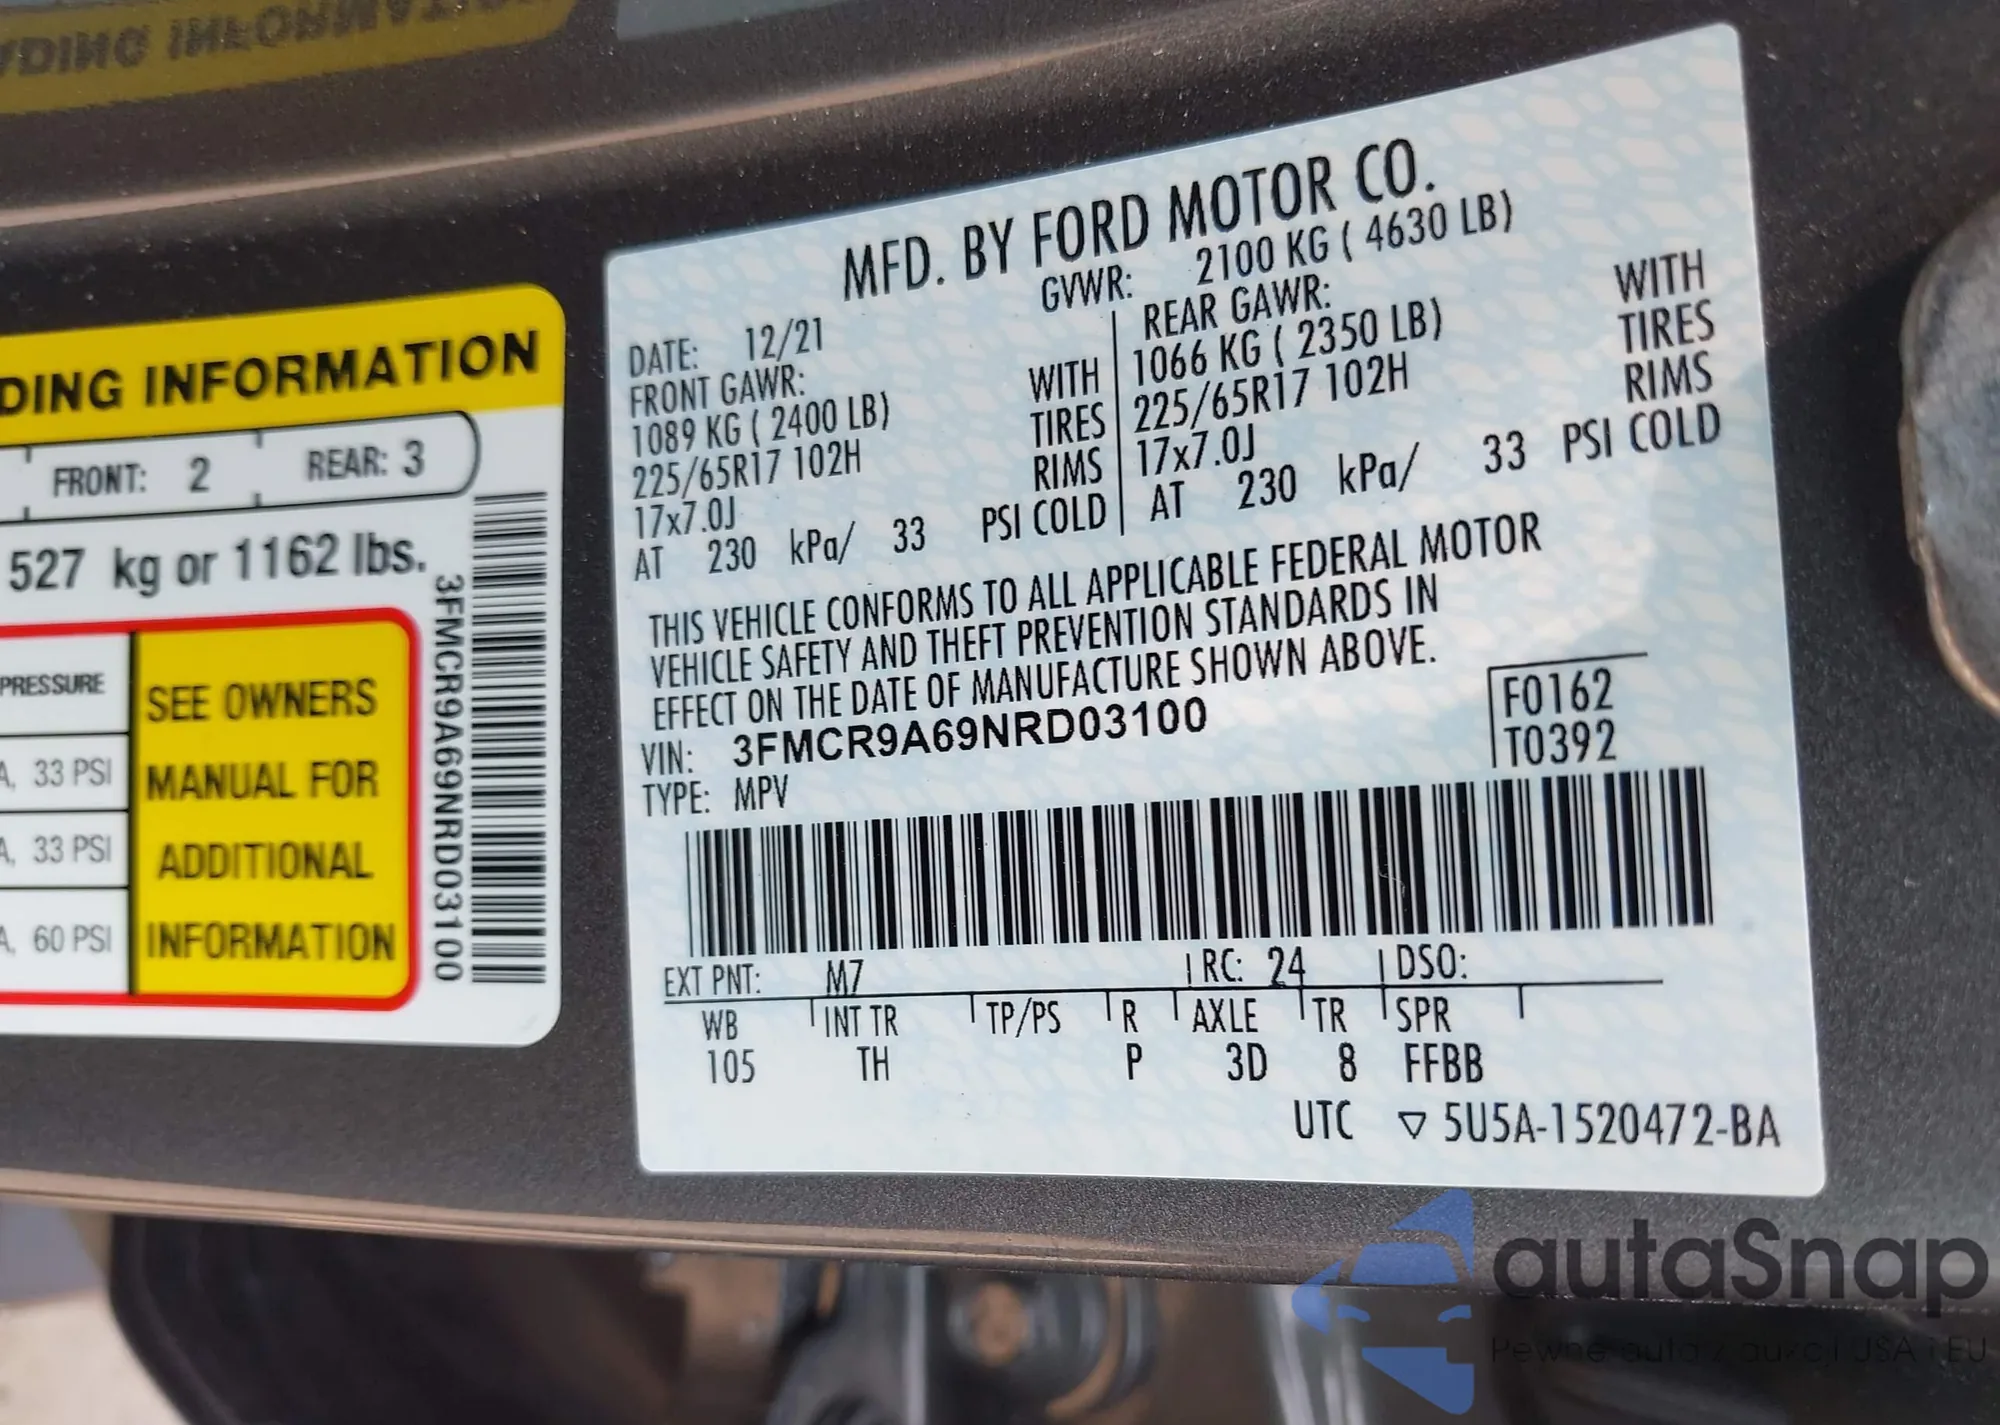 DING INFORMATION
FRONT: 2 REAR: 3
527 kg or 1162 lbs.
PRESSURE
A, 33 PSI
A, 33 PSI
A, 60 PSI
SEE OWNERS
MANUAL FOR
ADDITIONAL
INFORMATION
3FMCR9A69NRD03100
MFD. BY FORD MOTOR CO.
GVWR: 2100 KG ( 4630 LB)
DATE: 12/21
FRONT GAWR:
1089 KG ( 2400 LB) WITH
225/65R17 102H TIRES
17x7.0J RIMS
AT 230 kPa/ 33 PSI COLD
REAR GAWR:
1066 KG ( 2350 LB) WITH
225/65R17 102H TIRES
17x7.0J RIMS
AT 230 kPa/ 33 PSI COLD
THIS VEHICLE CONFORMS TO ALL APPLICABLE FEDERAL MOTOR
VEHICLE SAFETY AND THEFT PREVENTION STANDARDS IN
EFFECT ON THE DATE OF MANUFACTURE SHOWN ABOVE.
VIN: 3FMCR9A69NRD03100
TYPE: MPV
F0162
T0392
EXT PNT: M7 RC: 24 DSO:
WB INT TR TP/PS R AXLE TR SPR
105 TH P 3D 8 FFBB
UTC ▽ 5U5A-1520472-BA
autoSnap
Pewne auta z aukcji USA i EU